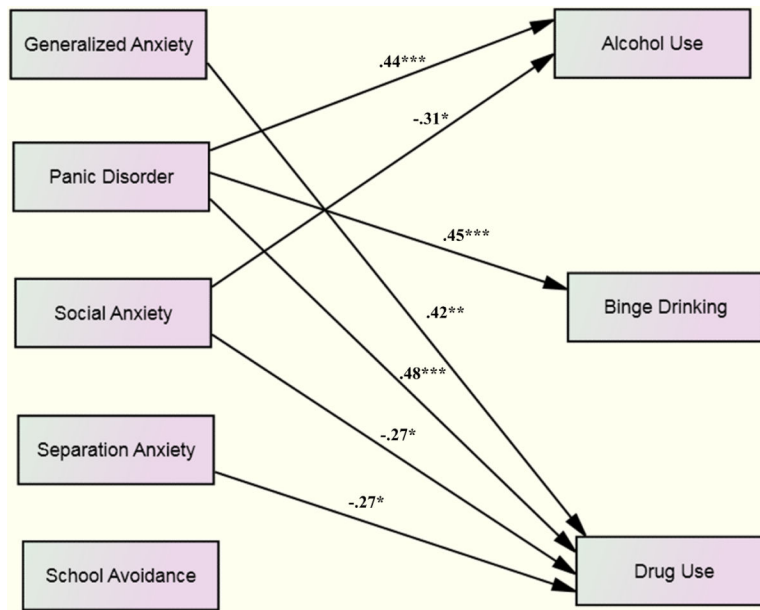 Generalized Anxiety
Alcohol Use
.44***
-.31*
Panic Disorder
.45***
Social Anxiety
Binge Drinking
.42**
.48***
-.27*
Separation Anxiety
-.27*
School Avoidance
Drug Use